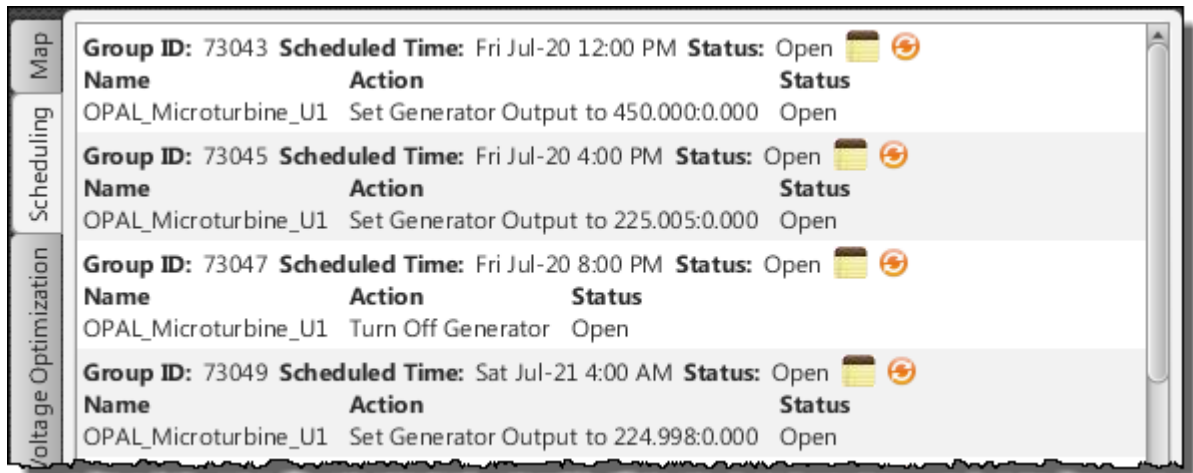 Map
Scheduling
Voltage Optimization
Group ID: 73043 Scheduled Time: Fri Jul-20 12:00 PM Status: Open
Name Action Status
OPAL_Microturbine_U1 Set Generator Output to 450.000:0.000 Open
Group ID: 73045 Scheduled Time: Fri Jul-20 4:00 PM Status: Open
Name Action Status
OPAL_Microturbine_U1 Set Generator Output to 225.005:0.000 Open
Group ID: 73047 Scheduled Time: Fri Jul-20 8:00 PM Status: Open
Name Action Status
OPAL_Microturbine_U1 Turn Off Generator Open
Group ID: 73049 Scheduled Time: Sat Jul-21 4:00 AM Status: Open
Name Action Status
OPAL_Microturbine_U1 Set Generator Output to 224.998:0.000 Open